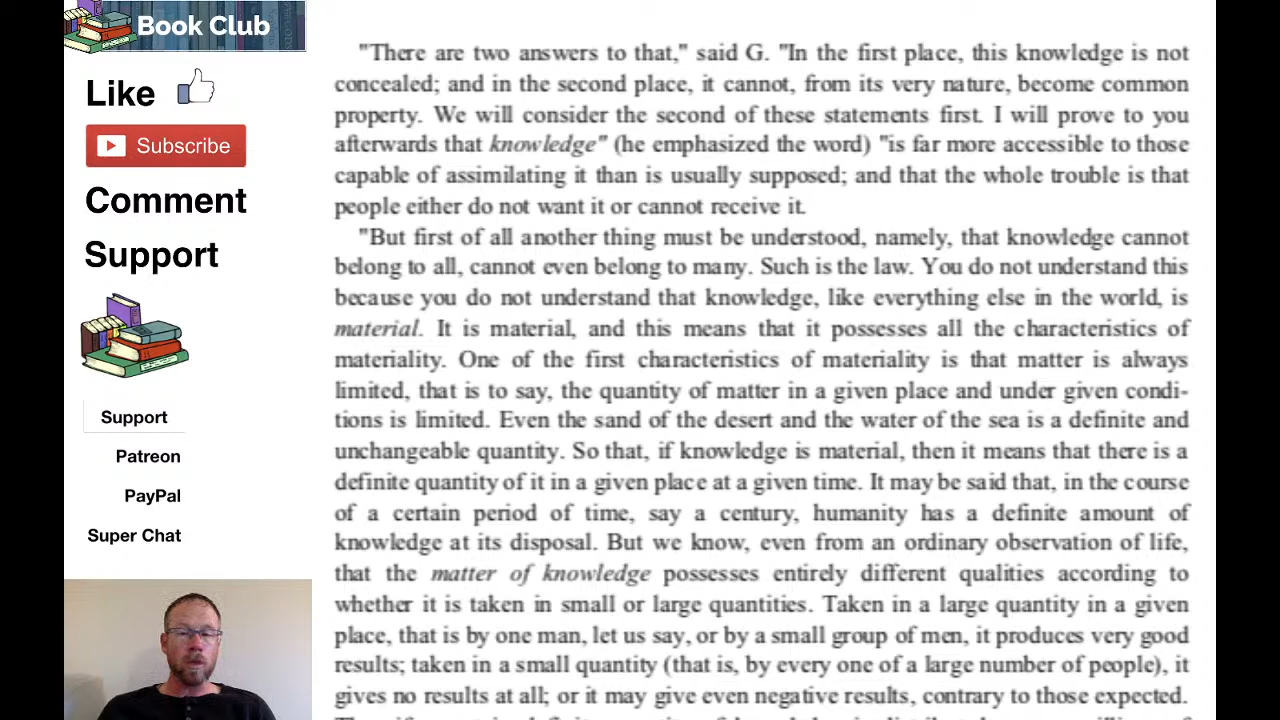 Book Club
Like
Subscribe
Comment
Support
Support
Patreon
PayPal
Super Chat
"There are two answers to that," said G. "In the first place, this knowledge is not
concealed; and in the second place, it cannot, from its very nature, become common
property. We will consider the second of these statements first. I will prove to you
afterwards that knowledge" (he emphasized the word) "is far more accessible to those
capable of assimilating it than is usually supposed; and that the whole trouble is that
people either do not want it or cannot receive it.
"But first of all another thing must be understood, namely, that knowledge cannot
belong to all, cannot even belong to many. Such is the law. You do not understand this
because you do not understand that knowledge, like everything else in the world, is
material. It is material, and this means that it possesses all the characteristics of
materiality. One of the first characteristics of materiality is that matter is always
limited, that is to say, the quantity of matter in a given place and under given condi-
tions is limited. Even the sand of the desert and the water of the sea is a definite and
unchangeable quantity. So that, if knowledge is material, then it means that there is a
definite quantity of it in a given place at a given time. It may be said that, in the course
of a certain period of time, say a century, humanity has a definite amount of
knowledge at its disposal. But we know, even from an ordinary observation of life,
that the matter of knowledge possesses entirely different qualities according to
whether it is taken in small or large quantities. Taken in a large quantity in a given
place, that is by one man, let us say, or by a small group of men, it produces very good
results; taken in a small quantity (that is, by every one of a large number of people), it
gives no results at all; or it may give even negative results, contrary to those expected.